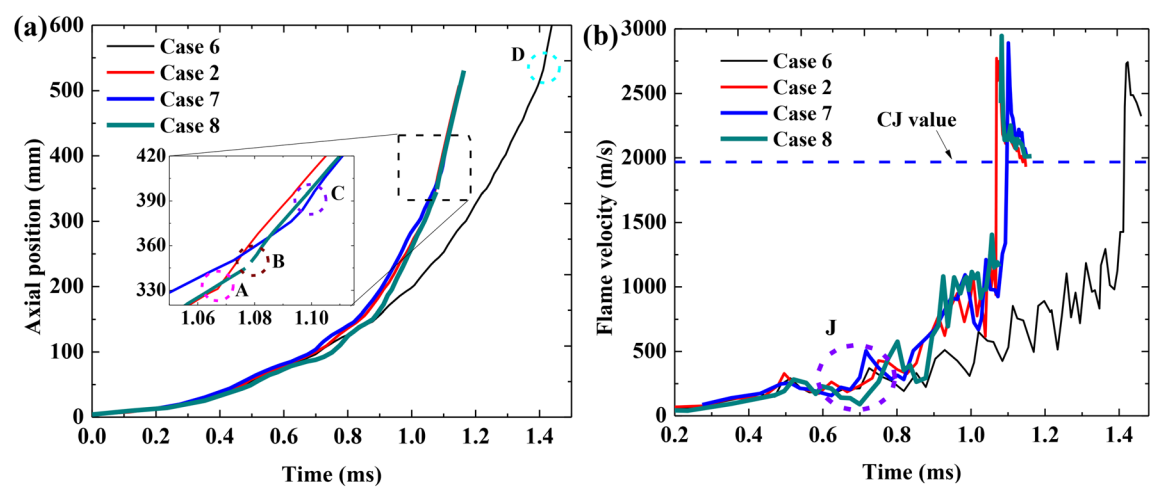 (a)
600
500
400
300
200
100
0
Axial position (mm)
Case 6
Case 2
Case 7
Case 8
D
420
390
360
330
1.06
1.08
1.10
A
B
C
0.0
0.2
0.4
0.6
0.8
1.0
1.2
1.4
Time (ms)
(b)
3000
2500
2000
1500
1000
500
0
Flame velocity (m/s)
Case 6
Case 2
Case 7
Case 8
CJ value
J
0.2
0.4
0.6
0.8
1.0
1.2
1.4
Time (ms)